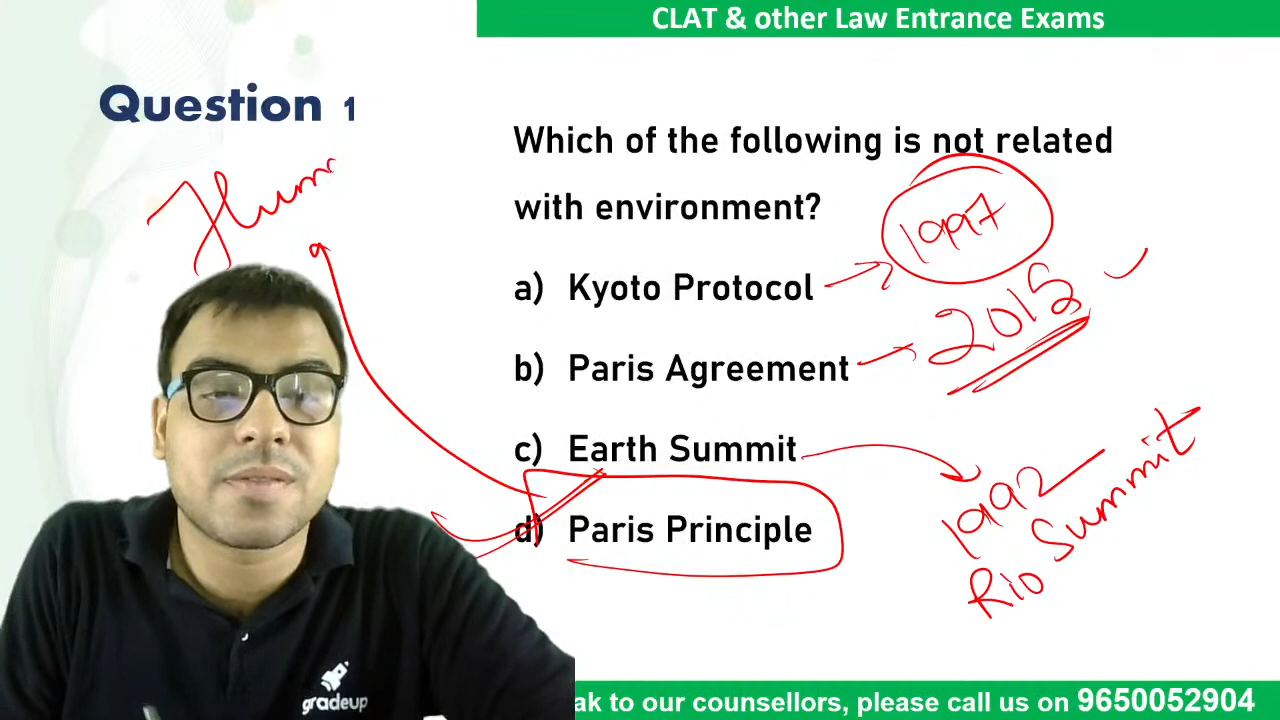 CLAT & other Law Entrance Exams
Question 1
Which of the following is not related
with environment?
a) Kyoto Protocol
1997
b) Paris Agreement
2015
c) Earth Summit
1992
Rio Summit
d) Paris Principle
Hum
gradeup
ak to our counsellors, please call us on 9650052904